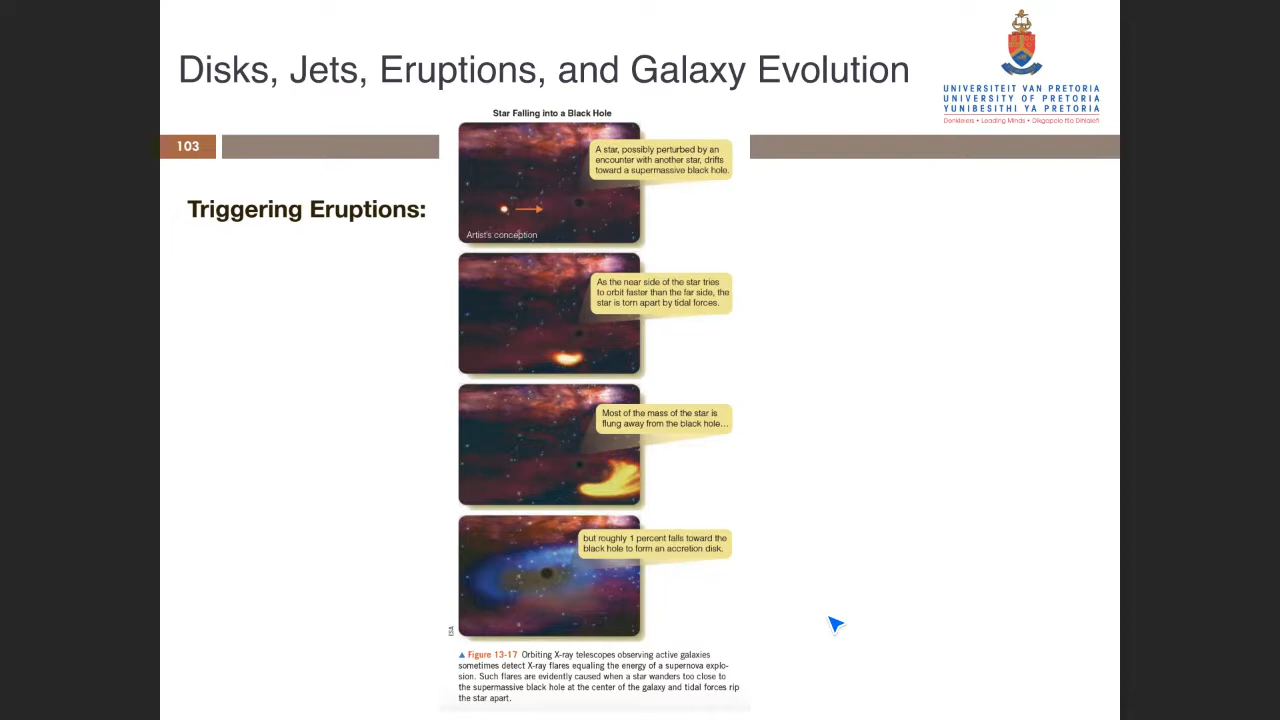 Disks, Jets, Eruptions, and Galaxy Evolution
UNIVERSITEIT VAN PRETORIA
UNIVERSITY OF PRETORIA
YUNIBESITHI YA PRETORIA
Denkleiers • Leading Minds • Dikgopolo tša Dihlalefi
103
Triggering Eruptions:
Star Falling into a Black Hole
A star, possibly perturbed by an
encounter with another star, drifts
toward a supermassive black hole.
Artist's conception
As the near side of the star tries
to orbit faster than the far side, the
star is torn apart by tidal forces.
Most of the mass of the star is
flung away from the black hole…
but roughly 1 percent falls toward the
black hole to form an accretion disk.
ESA
▲ Figure 13-17 Orbiting X-ray telescopes observing active galaxies
sometimes detect X-ray flares equaling the energy of a supernova explo-
sion. Such flares are evidently caused when a star wanders too close to
the supermassive black hole at the center of the galaxy and tidal forces rip
the star apart.